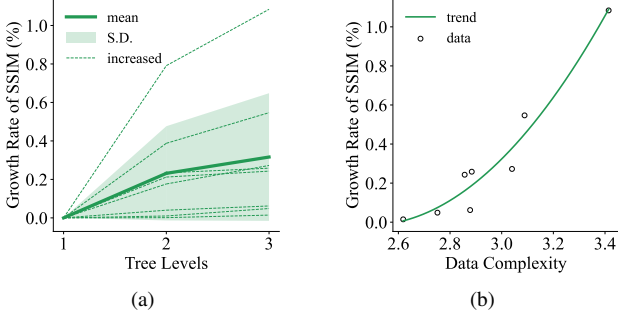 Growth Rate of SSIM (%)
1.0
0.8
0.6
0.4
0.2
0.0
mean
S.D.
increased
1 2 3
Tree Levels
(a)
Growth Rate of SSIM (%)
1.0
0.8
0.6
0.4
0.2
0.0
trend
data
2.6 2.8 3.0 3.2 3.4
Data Complexity
(b)